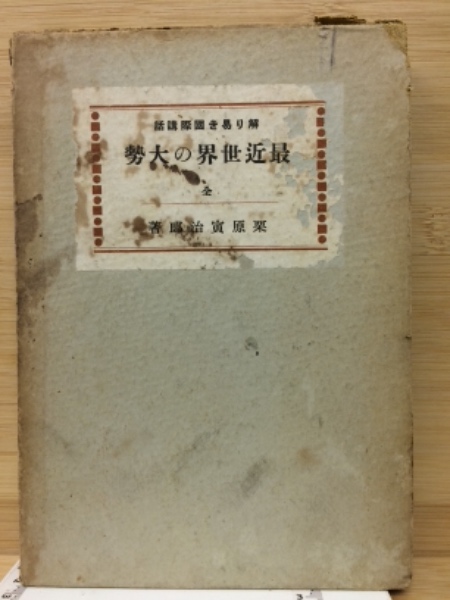 解り易き國際講話
最近世界の大勢
全
栗原寅治郎著